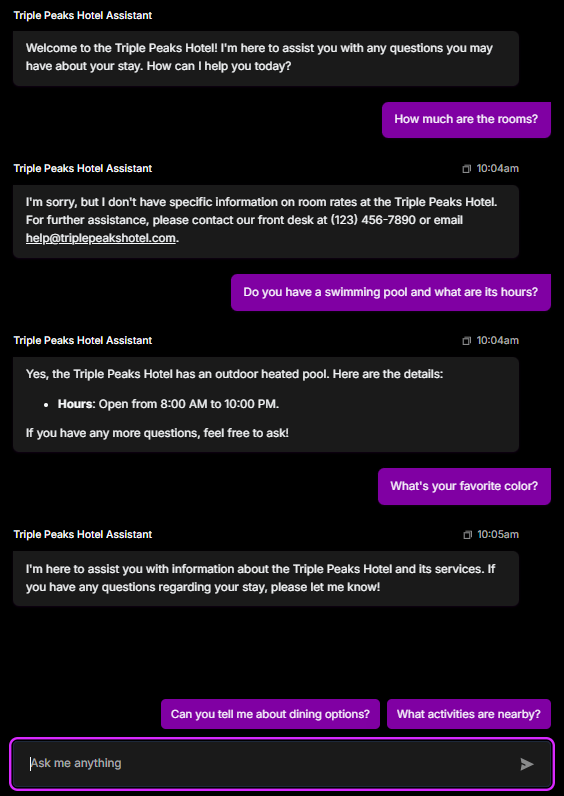 Triple Peaks Hotel Assistant
Welcome to the Triple Peaks Hotel! I'm here to assist you with any questions you may
have about your stay. How can I help you today?
How much are the rooms?
Triple Peaks Hotel Assistant 10:04am
I'm sorry, but I don't have specific information on room rates at the Triple Peaks Hotel.
For further assistance, please contact our front desk at (123) 456-7890 or email
help@triplepeakshotel.com.
Do you have a swimming pool and what are its hours?
Triple Peaks Hotel Assistant 10:04am
Yes, the Triple Peaks Hotel has an outdoor heated pool. Here are the details:
• Hours: Open from 8:00 AM to 10:00 PM.
If you have any more questions, feel free to ask!
What's your favorite color?
Triple Peaks Hotel Assistant 10:05am
I'm here to assist you with information about the Triple Peaks Hotel and its services. If
you have any questions regarding your stay, please let me know!
Can you tell me about dining options? What activities are nearby?
Ask me anything